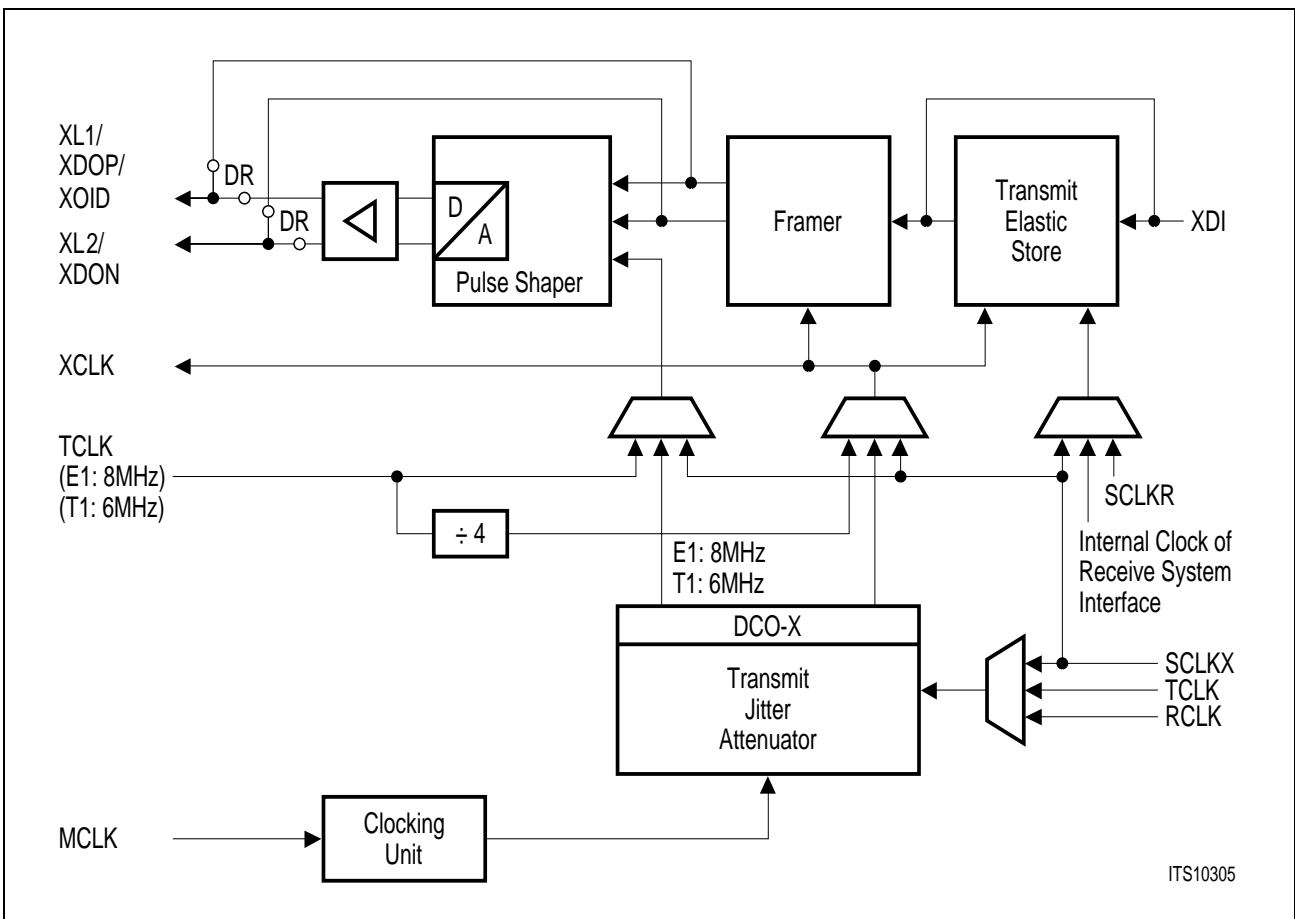 XL1/
XDOP/
XOID
DR
DR
XL2/
XDON
D
A
Pulse Shaper
Framer
Transmit
Elastic
Store
XDI
XCLK
TCLK
(E1: 8MHz)
(T1: 6MHz)
÷ 4
E1: 8MHz
T1: 6MHz
SCLKR
Internal Clock of
Receive System
Interface
DCO-X
Transmit
Jitter
Attenuator
SCLKX
TCLK
RCLK
MCLK
Clocking
Unit
ITS10305